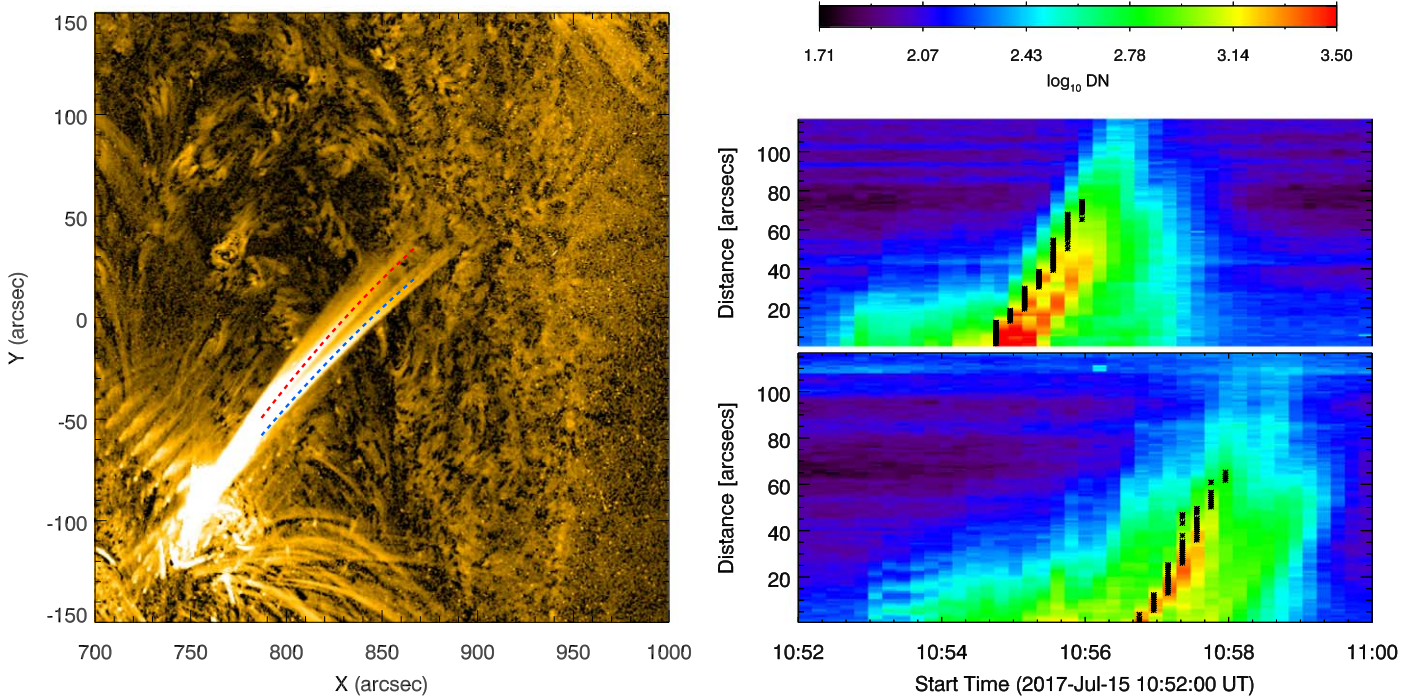 150
100
50
0
-50
-100
-150
Y (arcsec)
700 750 800 850 900 950 1000
X (arcsec)
1.71 2.07 2.43 2.78 3.14 3.50
log₁₀ DN
100
80
60
40
20
Distance [arcsecs]
100
80
60
40
20
Distance [arcsecs]
10:52 10:54 10:56 10:58 11:00
Start Time (2017-Jul-15 10:52:00 UT)